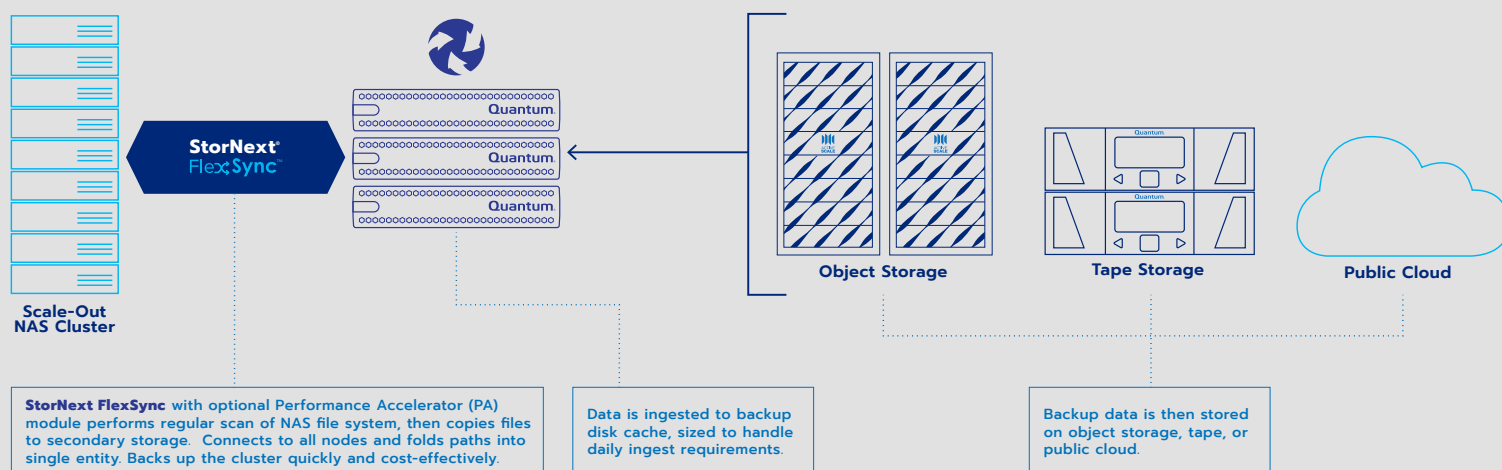 StorNext®
FlexSync™
Quantum.
Quantum.
Quantum.
ACTIVE
SCALE
ACTIVE
SCALE
Quantum
Quantum
Scale-Out
NAS Cluster
Object Storage
Tape Storage
Public Cloud
StorNext FlexSync with optional Performance Accelerator (PA)
module performs regular scan of NAS file system, then copies files
to secondary storage. Connects to all nodes and folds paths into
single entity. Backs up the cluster quickly and cost-effectively.
Data is ingested to backup
disk cache, sized to handle
daily ingest requirements.
Backup data is then stored
on object storage, tape, or
public cloud.